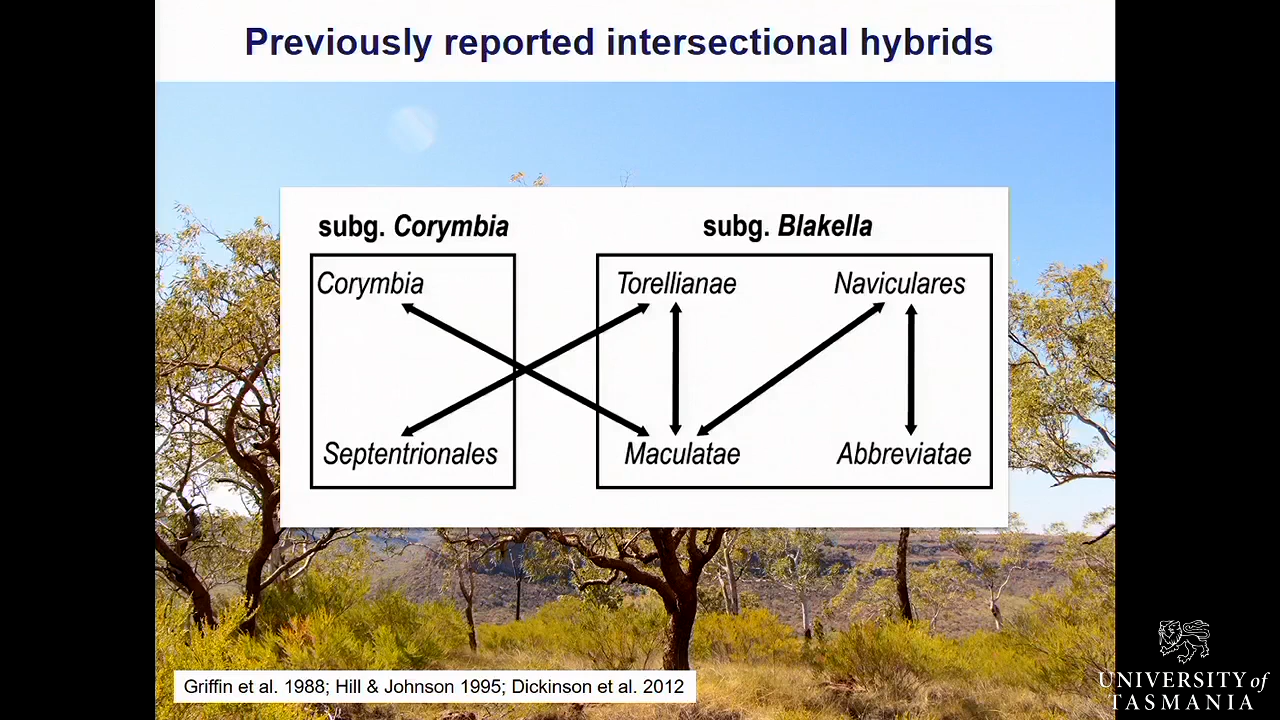 Previously reported intersectional hybrids
subg. Corymbia
subg. Blakella
Corymbia
Torellianae
Naviculares
Septentrionales
Maculatae
Abbreviatae
Griffin et al. 1988; Hill & Johnson 1995; Dickinson et al. 2012
UNIVERSITY of
TASMANIA